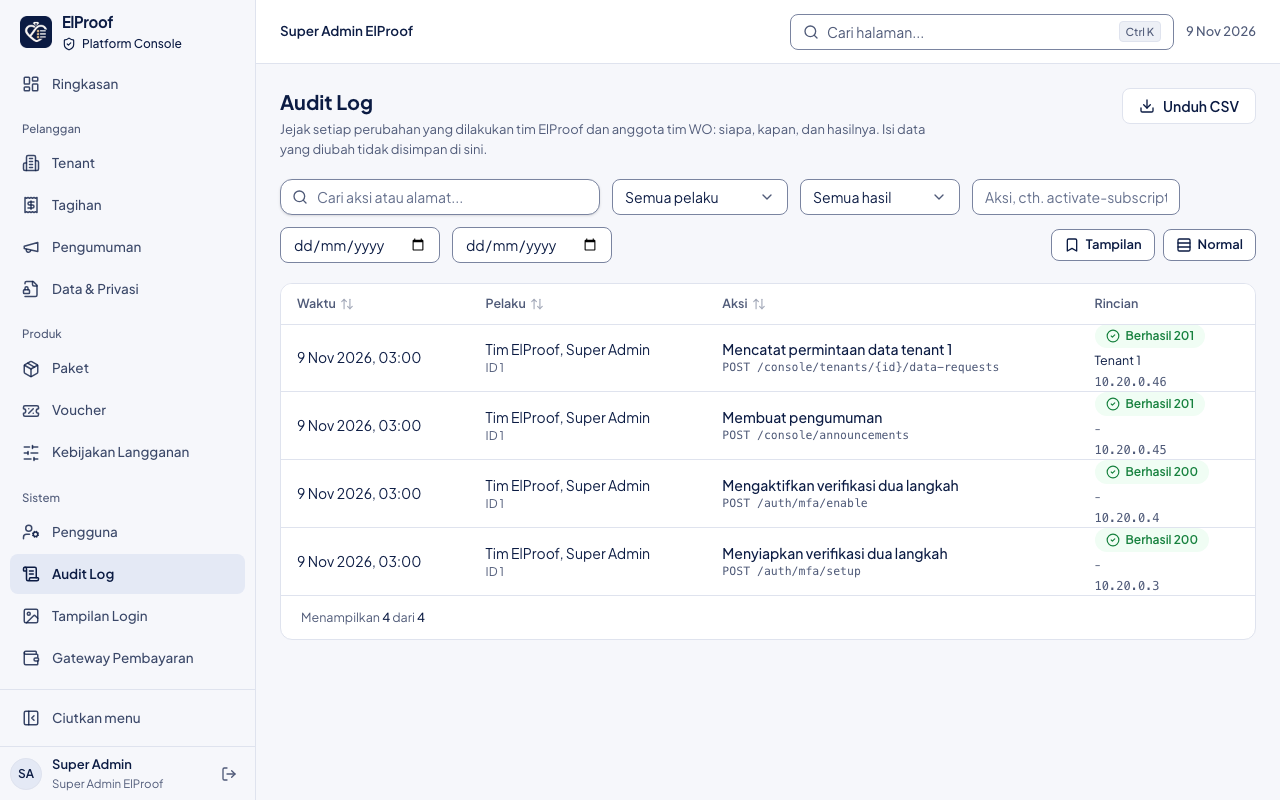 ElProof
Platform Console
Super Admin ElProof
Cari halaman...
Ctrl K
9 Nov 2026
Ringkasan
Pelanggan
Tenant
Tagihan
Pengumuman
Data & Privasi
Produk
Paket
Voucher
Kebijakan Langganan
Sistem
Pengguna
Audit Log
Tampilan Login
Gateway Pembayaran
Ciutkan menu
SA
Super Admin
Super Admin ElProof
Audit Log
Jejak setiap perubahan yang dilakukan tim ElProof dan anggota tim WO: siapa, kapan, dan hasilnya. Isi data
yang diubah tidak disimpan di sini.
Unduh CSV
Cari aksi atau alamat...
Semua pelaku
Semua hasil
Aksi, cth. activate-subscript
dd/mm/yyyy
dd/mm/yyyy
Tampilan
Normal
Waktu
Pelaku
Aksi
Rincian
9 Nov 2026, 03:00
Tim ElProof, Super Admin
ID 1
Mencatat permintaan data tenant 1
POST /console/tenants/{id}/data-requests
Berhasil 201
Tenant 1
10.20.0.46
9 Nov 2026, 03:00
Tim ElProof, Super Admin
ID 1
Membuat pengumuman
POST /console/announcements
Berhasil 201
-
10.20.0.45
9 Nov 2026, 03:00
Tim ElProof, Super Admin
ID 1
Mengaktifkan verifikasi dua langkah
POST /auth/mfa/enable
Berhasil 200
-
10.20.0.4
9 Nov 2026, 03:00
Tim ElProof, Super Admin
ID 1
Menyiapkan verifikasi dua langkah
POST /auth/mfa/setup
Berhasil 200
-
10.20.0.3
Menampilkan 4 dari 4